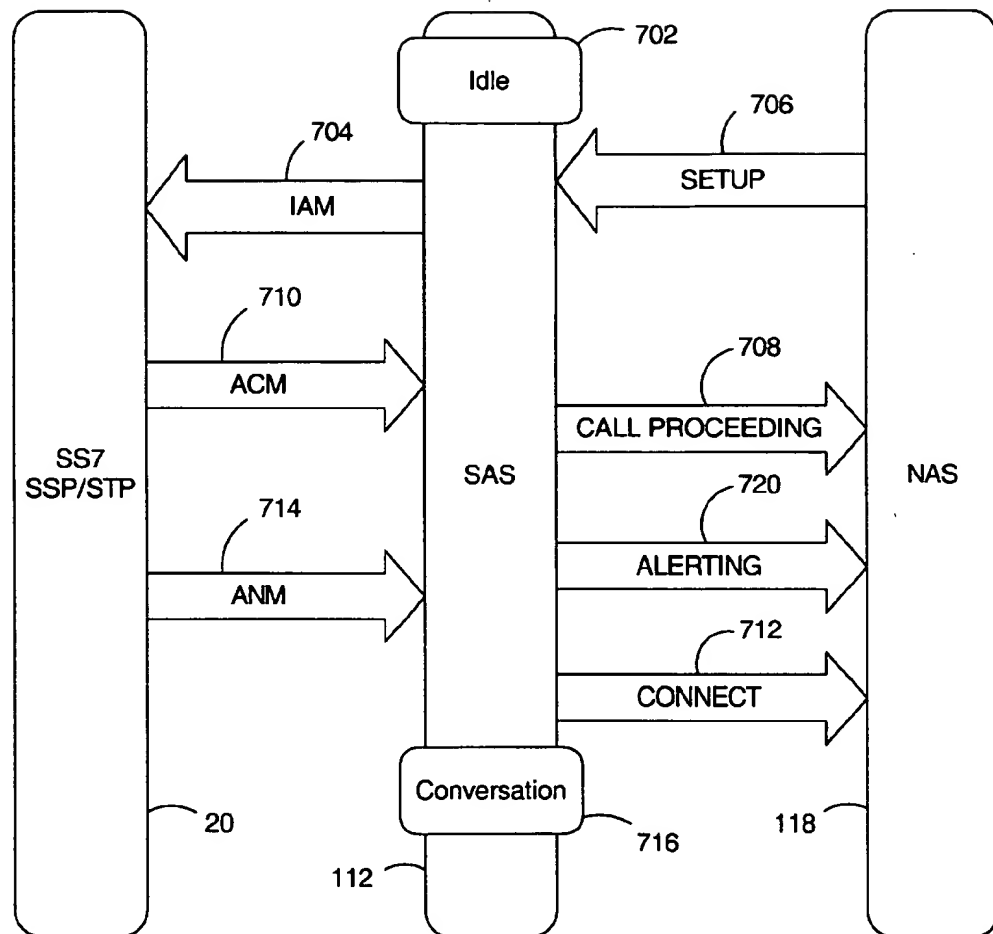 702
Idle
706
704
SETUP
IAM
710
708
ACM
CALL PROCEEDING
SS7
SSP/STP
SAS
NAS
720
714
ALERTING
ANM
712
CONNECT
Conversation
20
118
716
112